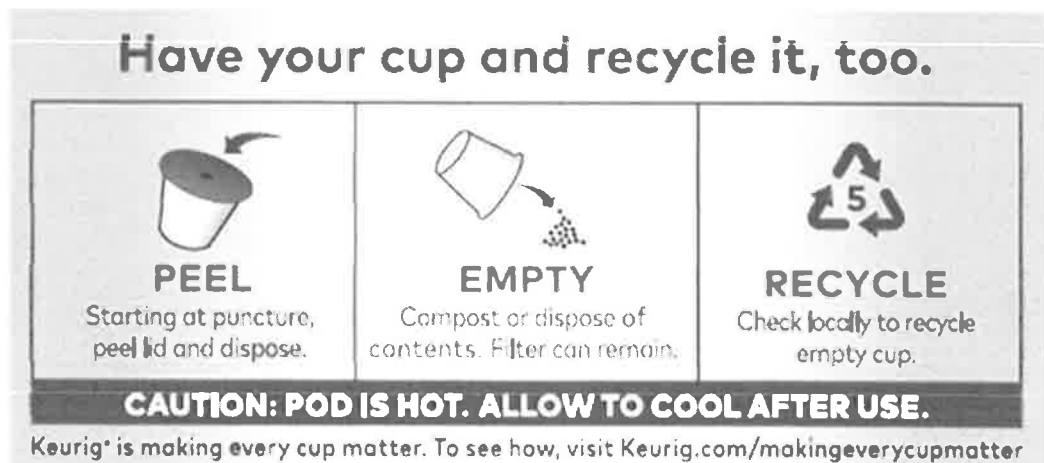 Have your cup and recycle it, too.
5
PEEL
Starting at puncture,
peel lid and dispose.
EMPTY
Compost or dispose of
contents. Filter can remain.
RECYCLE
Check locally to recycle
empty cup.
CAUTION: POD IS HOT. ALLOW TO COOL AFTER USE.
Keurig® is making every cup matter. To see how, visit Keurig.com/makingeverycupmatter